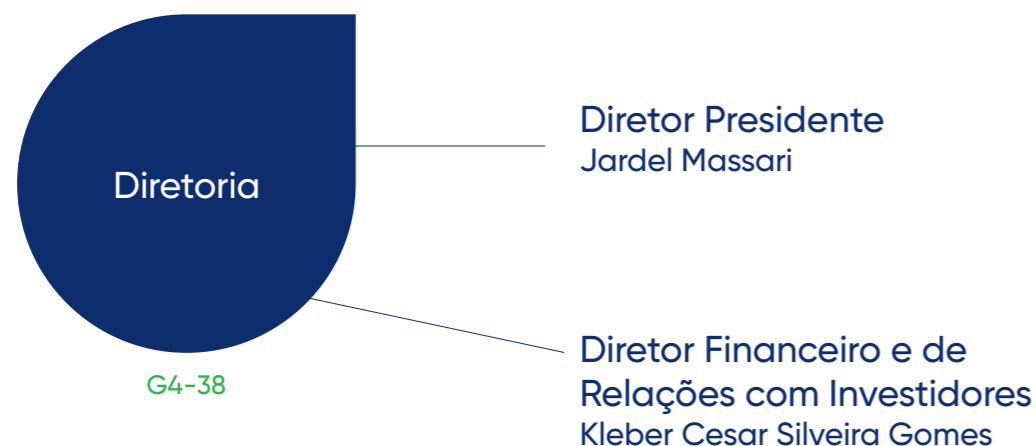 Diretoria
G4-38
Diretor Presidente
Jardel Massari
Diretor Financeiro e de
Relações com Investidores
Kleber Cesar Silveira Gomes